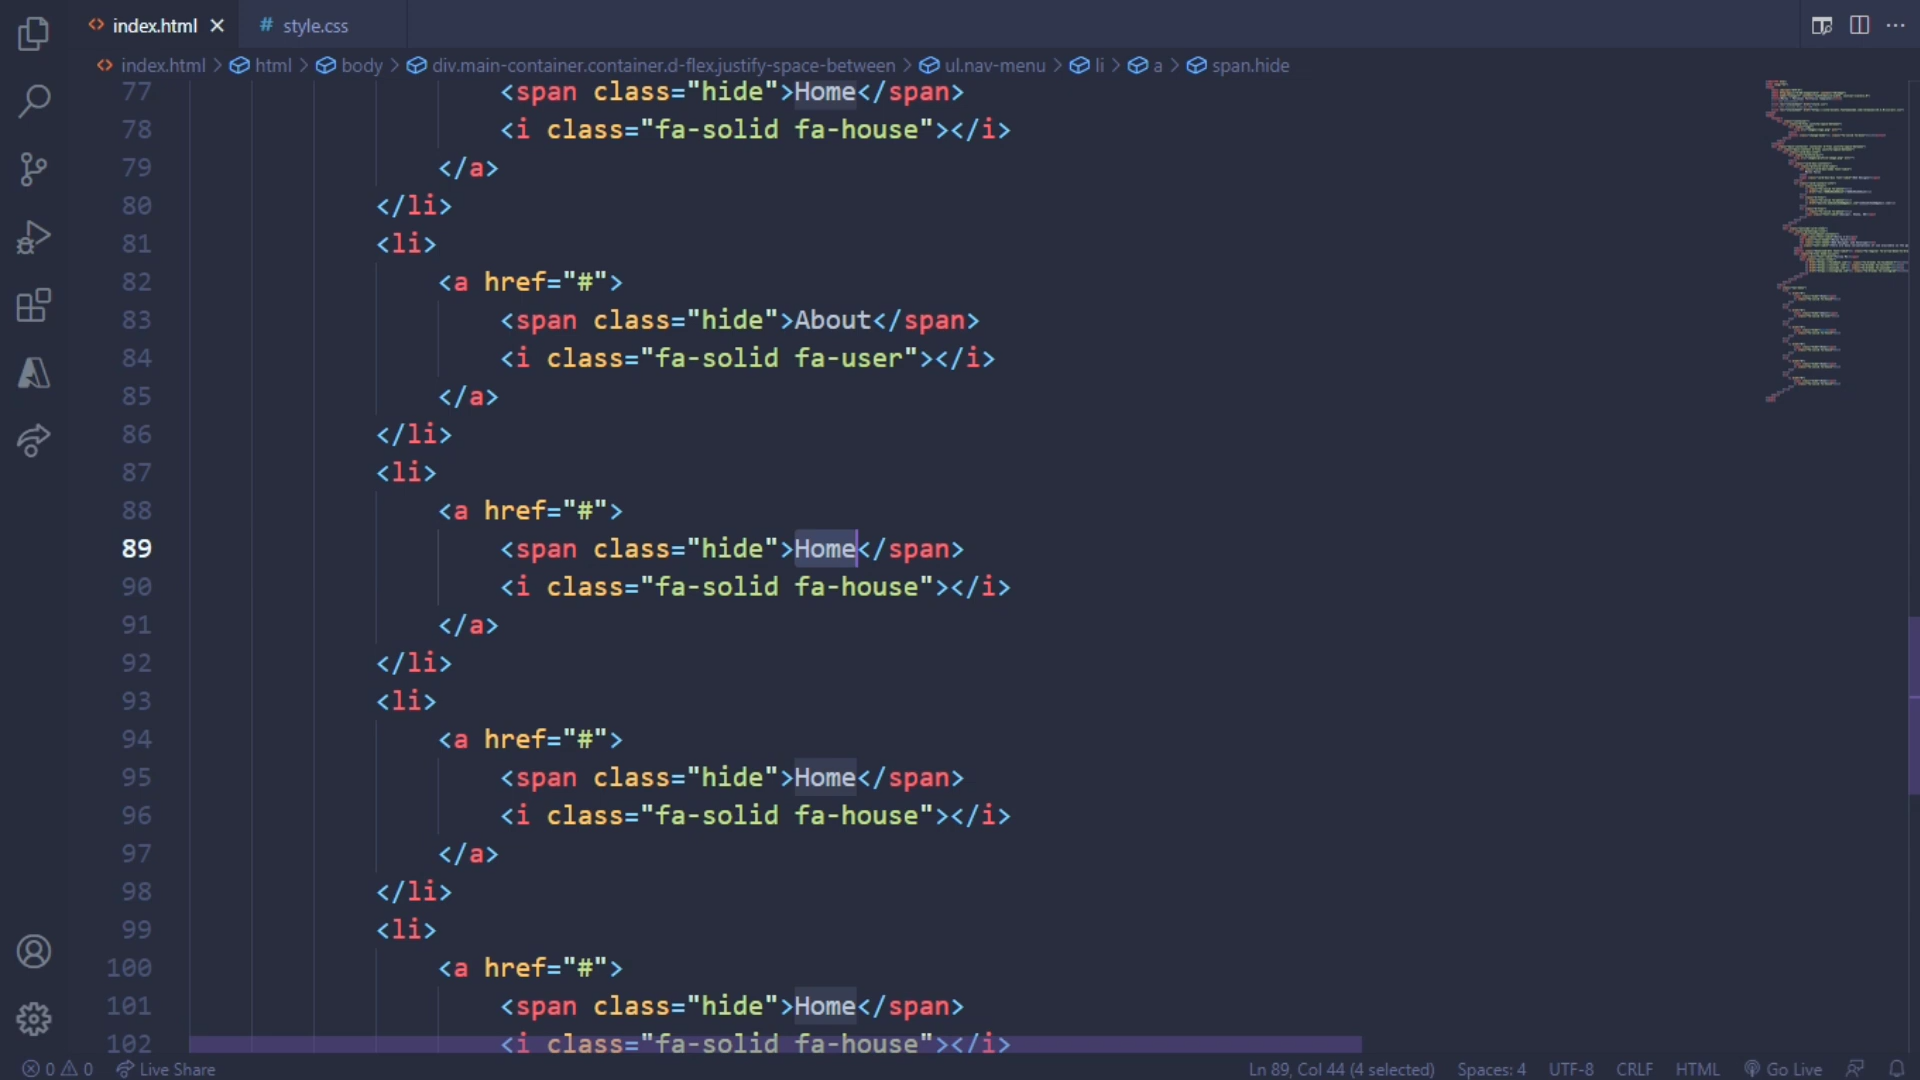 index.html
style.css
index.html > html > body > div.main-container.container.d-flex.justify-space-between > ul.nav-menu > li > a > span.hide
77 <span class="hide">Home</span>
78 <i class="fa-solid fa-house"></i>
79 </a>
80 </li>
81 <li>
82 <a href="#">
83 <span class="hide">About</span>
84 <i class="fa-solid fa-user"></i>
85 </a>
86 </li>
87 <li>
88 <a href="#">
89 <span class="hide">Home</span>
90 <i class="fa-solid fa-house"></i>
91 </a>
92 </li>
93 <li>
94 <a href="#">
95 <span class="hide">Home</span>
96 <i class="fa-solid fa-house"></i>
97 </a>
98 </li>
99 <li>
100 <a href="#">
101 <span class="hide">Home</span>
102 <i class="fa-solid fa-house"></i>
0 0 Live Share Ln 89, Col 44 (4 selected) Spaces: 4 UTF-8 CRLF HTML Go Live